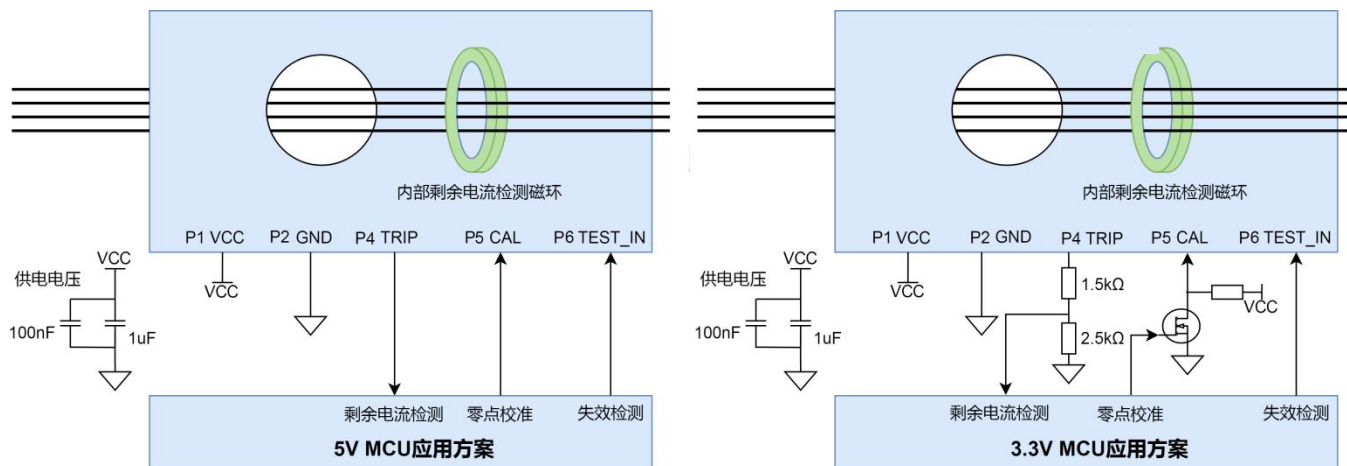 内部剩余电流检测磁环
P1 VCC
P2 GND
P4 TRIP
P5 CAL
P6 TEST_IN
供电电压
VCC
VCC
100nF
1uF
剩余电流检测
零点校准
失效检测
5V MCU应用方案
内部剩余电流检测磁环
P1 VCC
P2 GND
P4 TRIP
P5 CAL
P6 TEST_IN
供电电压
VCC
VCC
1.5kΩ
VCC
100nF
1uF
2.5kΩ
剩余电流检测
零点校准
失效检测
3.3V MCU应用方案